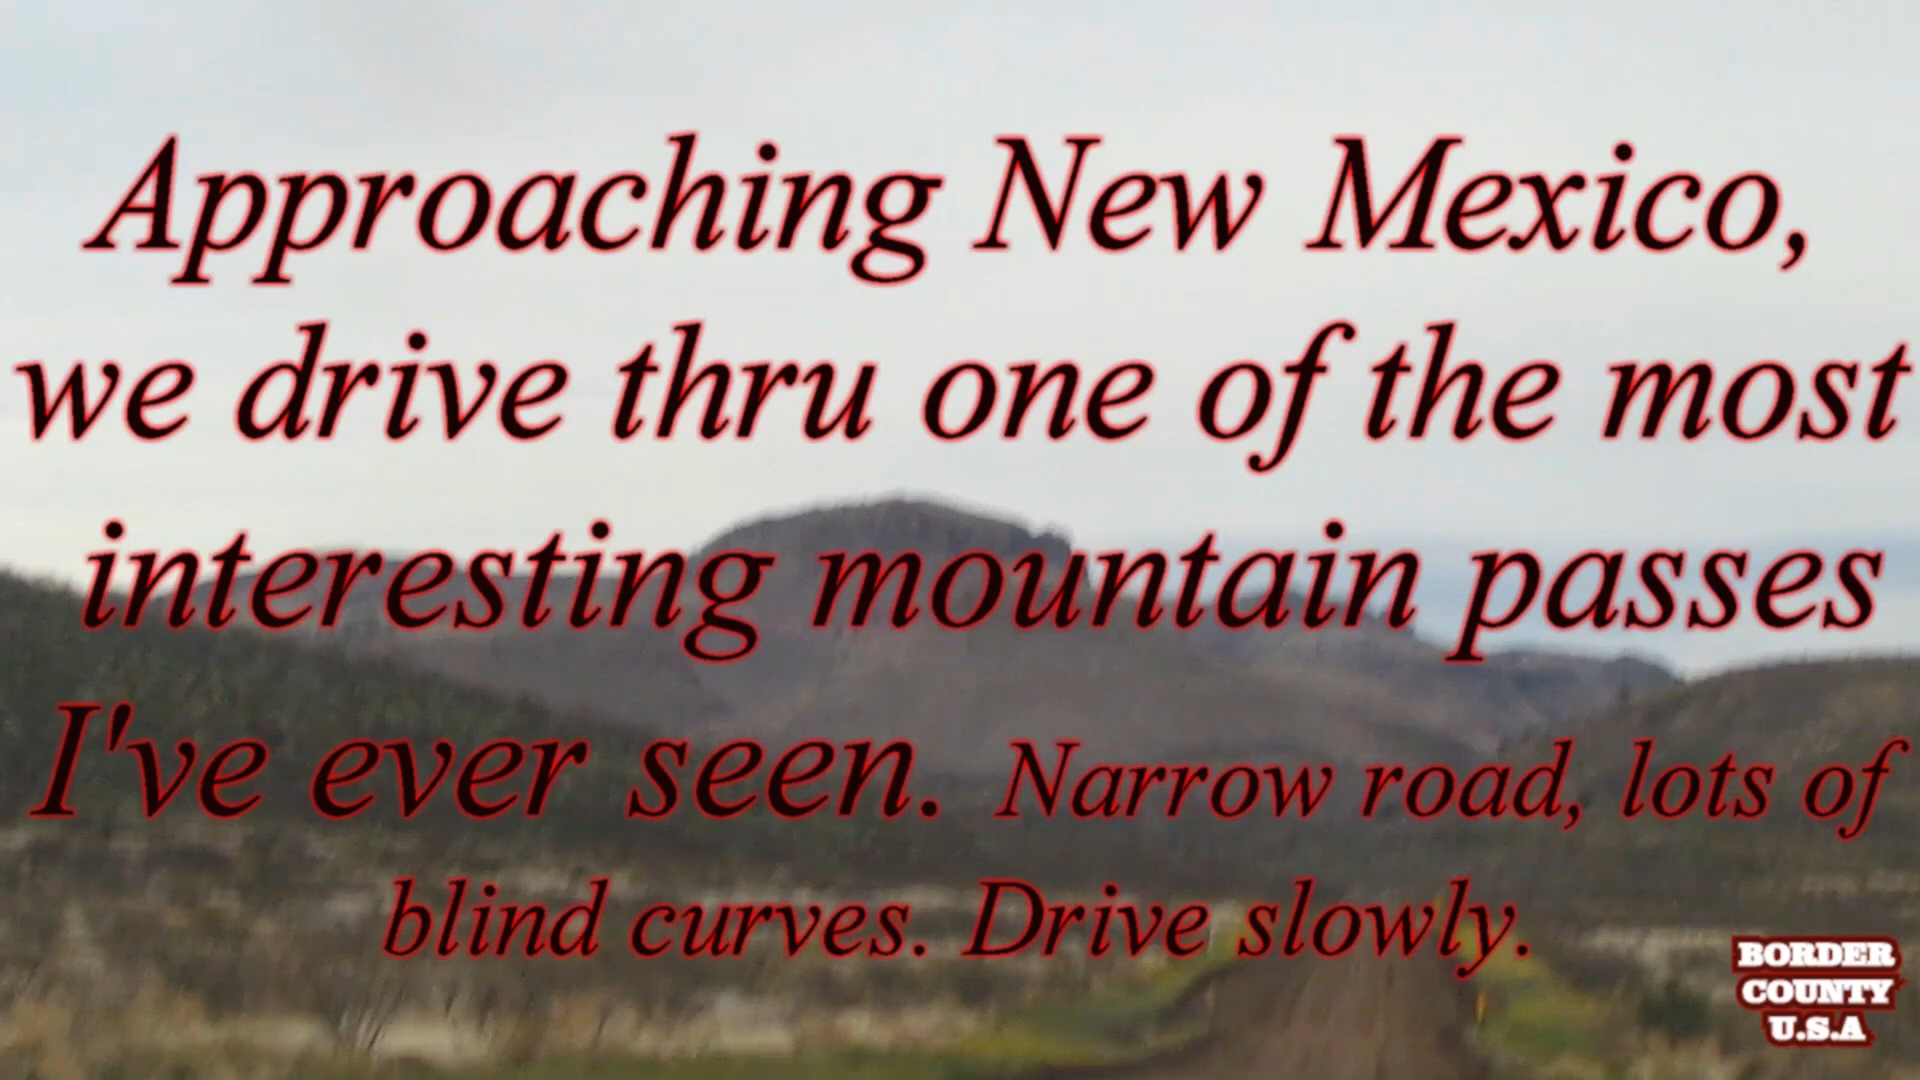 Approaching New Mexico,
we drive thru one of the most
interesting mountain passes
I've ever seen. Narrow road, lots of
blind curves. Drive slowly.
BORDER
COUNTY
U.S.A